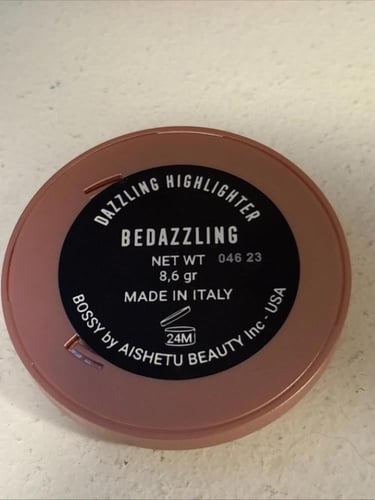 DAZZLING HIGHLIGHTER
BEDAZZLING
NET WT 046 23
8,6 gr
MADE IN ITALY
24M
BOSSY by AISHETU BEAUTY Inc - USA